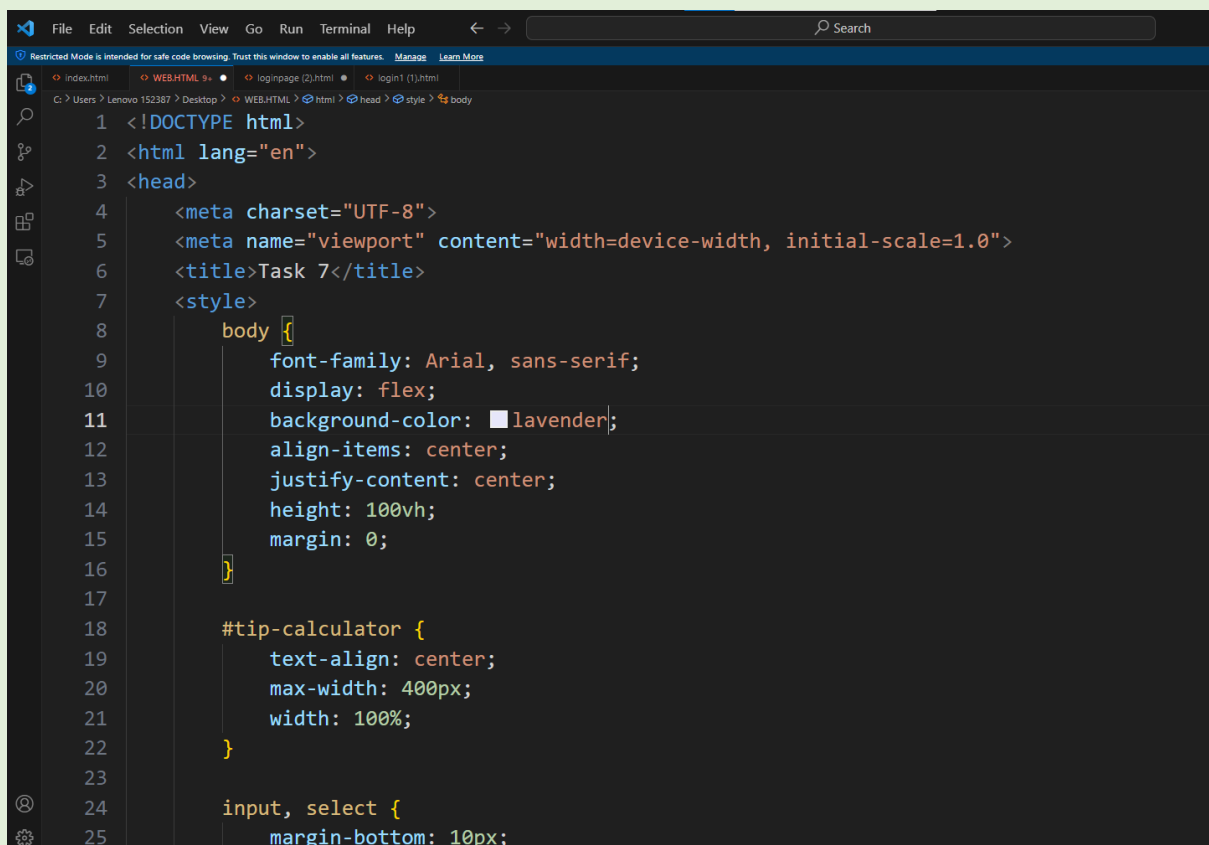 File Edit Selection View Go Run Terminal Help Search
Restricted Mode is intended for safe code browsing. Trust this window to enable all features. Manage Learn More
index.html WEB.HTML 9+ loginpage (2).html login1 (1).html
C: > Users > Lenovo 152387 > Desktop > WEB.HTML > html > head > style > body
2
1 <!DOCTYPE html>
2 <html lang="en">
3 <head>
4 <meta charset="UTF-8">
5 <meta name="viewport" content="width=device-width, initial-scale=1.0">
6 <title>Task 7</title>
7 <style>
8 body {
9 font-family: Arial, sans-serif;
10 display: flex;
11 background-color: lavender;
12 align-items: center;
13 justify-content: center;
14 height: 100vh;
15 margin: 0;
16 }
17
18 #tip-calculator {
19 text-align: center;
20 max-width: 400px;
21 width: 100%;
22 }
23
24 input, select {
25 margin-bottom: 10px;